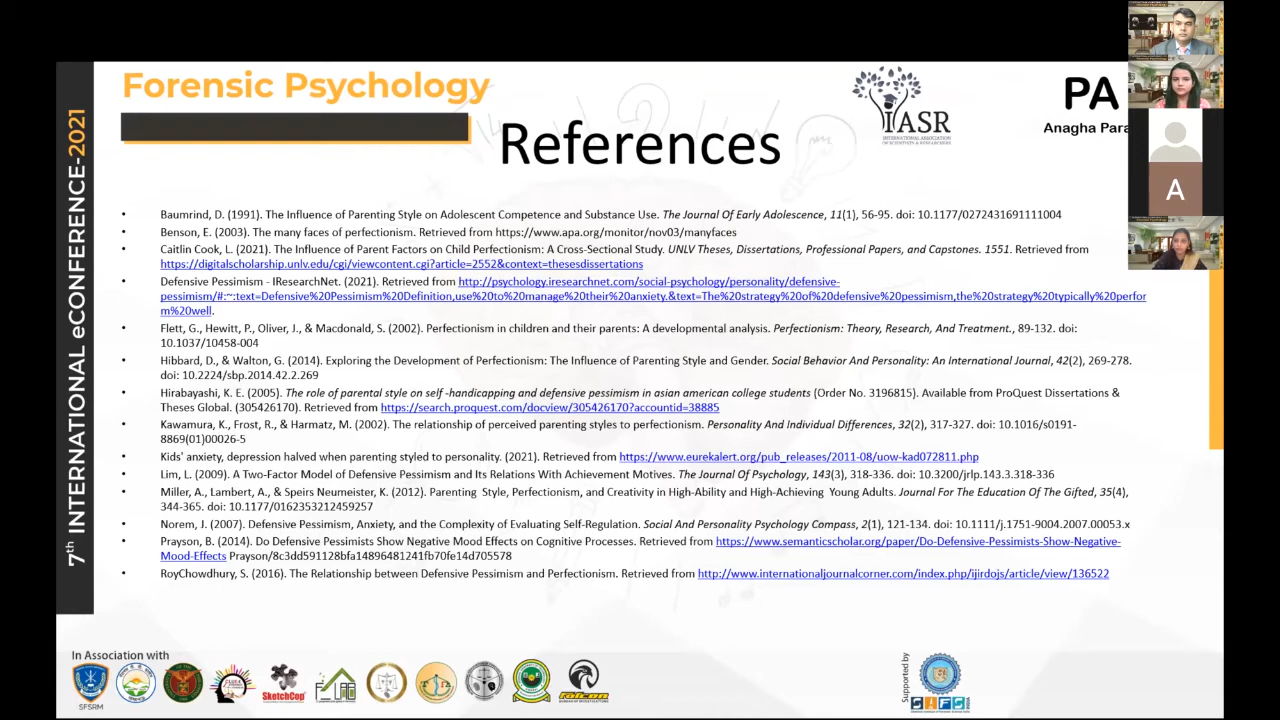 Forensic Psychology
IASR
INTERNATIONAL ASSOCIATION
OF SCIENTISTS & RESEARCHERS
PA
Anagha Para
A
7th INTERNATIONAL eCONFERENCE-2021
References
• Baumrind, D. (1991). The Influence of Parenting Style on Adolescent Competence and Substance Use. The Journal Of Early Adolescence, 11(1), 56-95. doi: 10.1177/0272431691111004
• Benson, E. (2003). The many faces of perfectionism. Retrieved from https://www.apa.org/monitor/nov03/manyfaces
• Caitlin Cook, L. (2021). The Influence of Parent Factors on Child Perfectionism: A Cross-Sectional Study. UNLV Theses, Dissertations, Professional Papers, and Capstones. 1551. Retrieved from
https://digitalscholarship.unlv.edu/cgi/viewcontent.cgi?article=2552&context=thesesdissertations
• Defensive Pessimism - IResearchNet. (2021). Retrieved from http://psychology.iresearchnet.com/social-psychology/personality/defensive-
pessimism/#:~:text=Defensive%20Pessimism%20Definition,use%20to%20manage%20their%20anxiety.&text=The%20strategy%20of%20defensive%20pessimism,the%20strategy%20typically%20perfor
m%20well.
• Flett, G., Hewitt, P., Oliver, J., & Macdonald, S. (2002). Perfectionism in children and their parents: A developmental analysis. Perfectionism: Theory, Research, And Treatment., 89-132. doi:
10.1037/10458-004
• Hibbard, D., & Walton, G. (2014). Exploring the Development of Perfectionism: The Influence of Parenting Style and Gender. Social Behavior And Personality: An International Journal, 42(2), 269-278.
doi: 10.2224/sbp.2014.42.2.269
• Hirabayashi, K. E. (2005). The role of parental style on self -handicapping and defensive pessimism in asian american college students (Order No. 3196815). Available from ProQuest Dissertations &
Theses Global. (305426170). Retrieved from https://search.proquest.com/docview/305426170?accountid=38885
• Kawamura, K., Frost, R., & Harmatz, M. (2002). The relationship of perceived parenting styles to perfectionism. Personality And Individual Differences, 32(2), 317-327. doi: 10.1016/s0191-
8869(01)00026-5
• Kids' anxiety, depression halved when parenting styled to personality. (2021). Retrieved from https://www.eurekalert.org/pub_releases/2011-08/uow-kad072811.php
• Lim, L. (2009). A Two-Factor Model of Defensive Pessimism and Its Relations With Achievement Motives. The Journal Of Psychology, 143(3), 318-336. doi: 10.3200/jrlp.143.3.318-336
• Miller, A., Lambert, A., & Speirs Neumeister, K. (2012). Parenting Style, Perfectionism, and Creativity in High-Ability and High-Achieving Young Adults. Journal For The Education Of The Gifted, 35(4),
344-365. doi: 10.1177/0162353212459257
• Norem, J. (2007). Defensive Pessimism, Anxiety, and the Complexity of Evaluating Self-Regulation. Social And Personality Psychology Compass, 2(1), 121-134. doi: 10.1111/j.1751-9004.2007.00053.x
• Prayson, B. (2014). Do Defensive Pessimists Show Negative Mood Effects on Cognitive Processes. Retrieved from https://www.semanticscholar.org/paper/Do-Defensive-Pessimists-Show-Negative-
Mood-Effects Prayson/8c3dd591128bfa14896481241fb70fe14d705578
• RoyChowdhury, S. (2016). The Relationship between Defensive Pessimism and Perfectionism. Retrieved from http://www.internationaljournalcorner.com/index.php/ijirdojs/article/view/136522
In Association with
SFSRM
SketchCop
Falcon
Supported by
SIFS